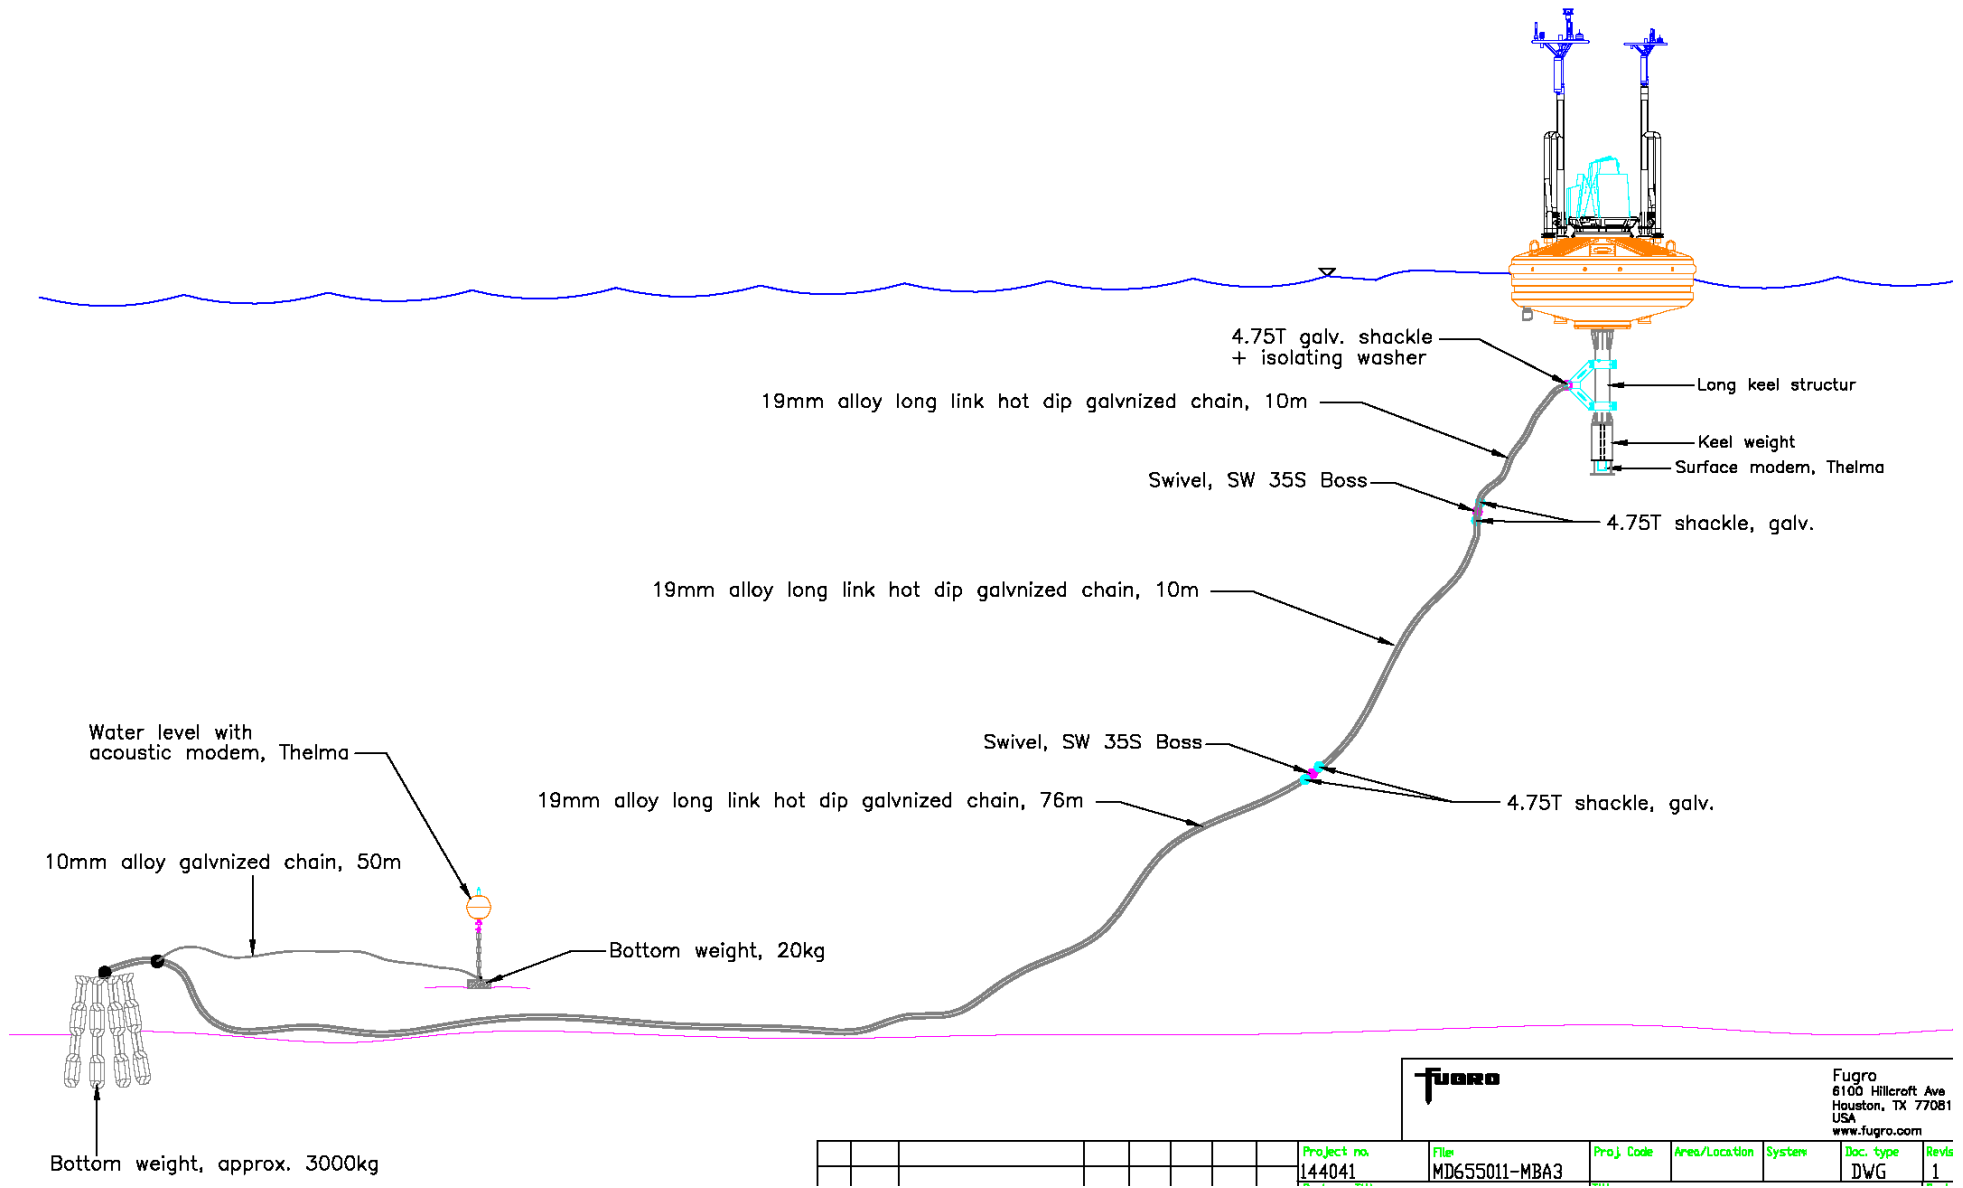 4.75T galv. shackle
+ isolating washer
19mm alloy long link hot dip galvnized chain, 10m
Long keel structur
Keel weight
Surface modem, Thelma
Swivel, SW 35S Boss
4.75T shackle, galv.
19mm alloy long link hot dip galvnized chain, 10m
Water level with
acoustic modem, Thelma
Swivel, SW 35S Boss
19mm alloy long link hot dip galvnized chain, 76m
4.75T shackle, galv.
10mm alloy galvnized chain, 50m
Bottom weight, 20kg
Bottom weight, approx. 3000kg
FUGRO
Fugro
6100 Hillcroft Ave
Houston, TX 77081
USA
www.fugro.com
Project no. File: Proj. Code Area/Location System Doc. type
144041 MD655011-MBA3 DWG 1